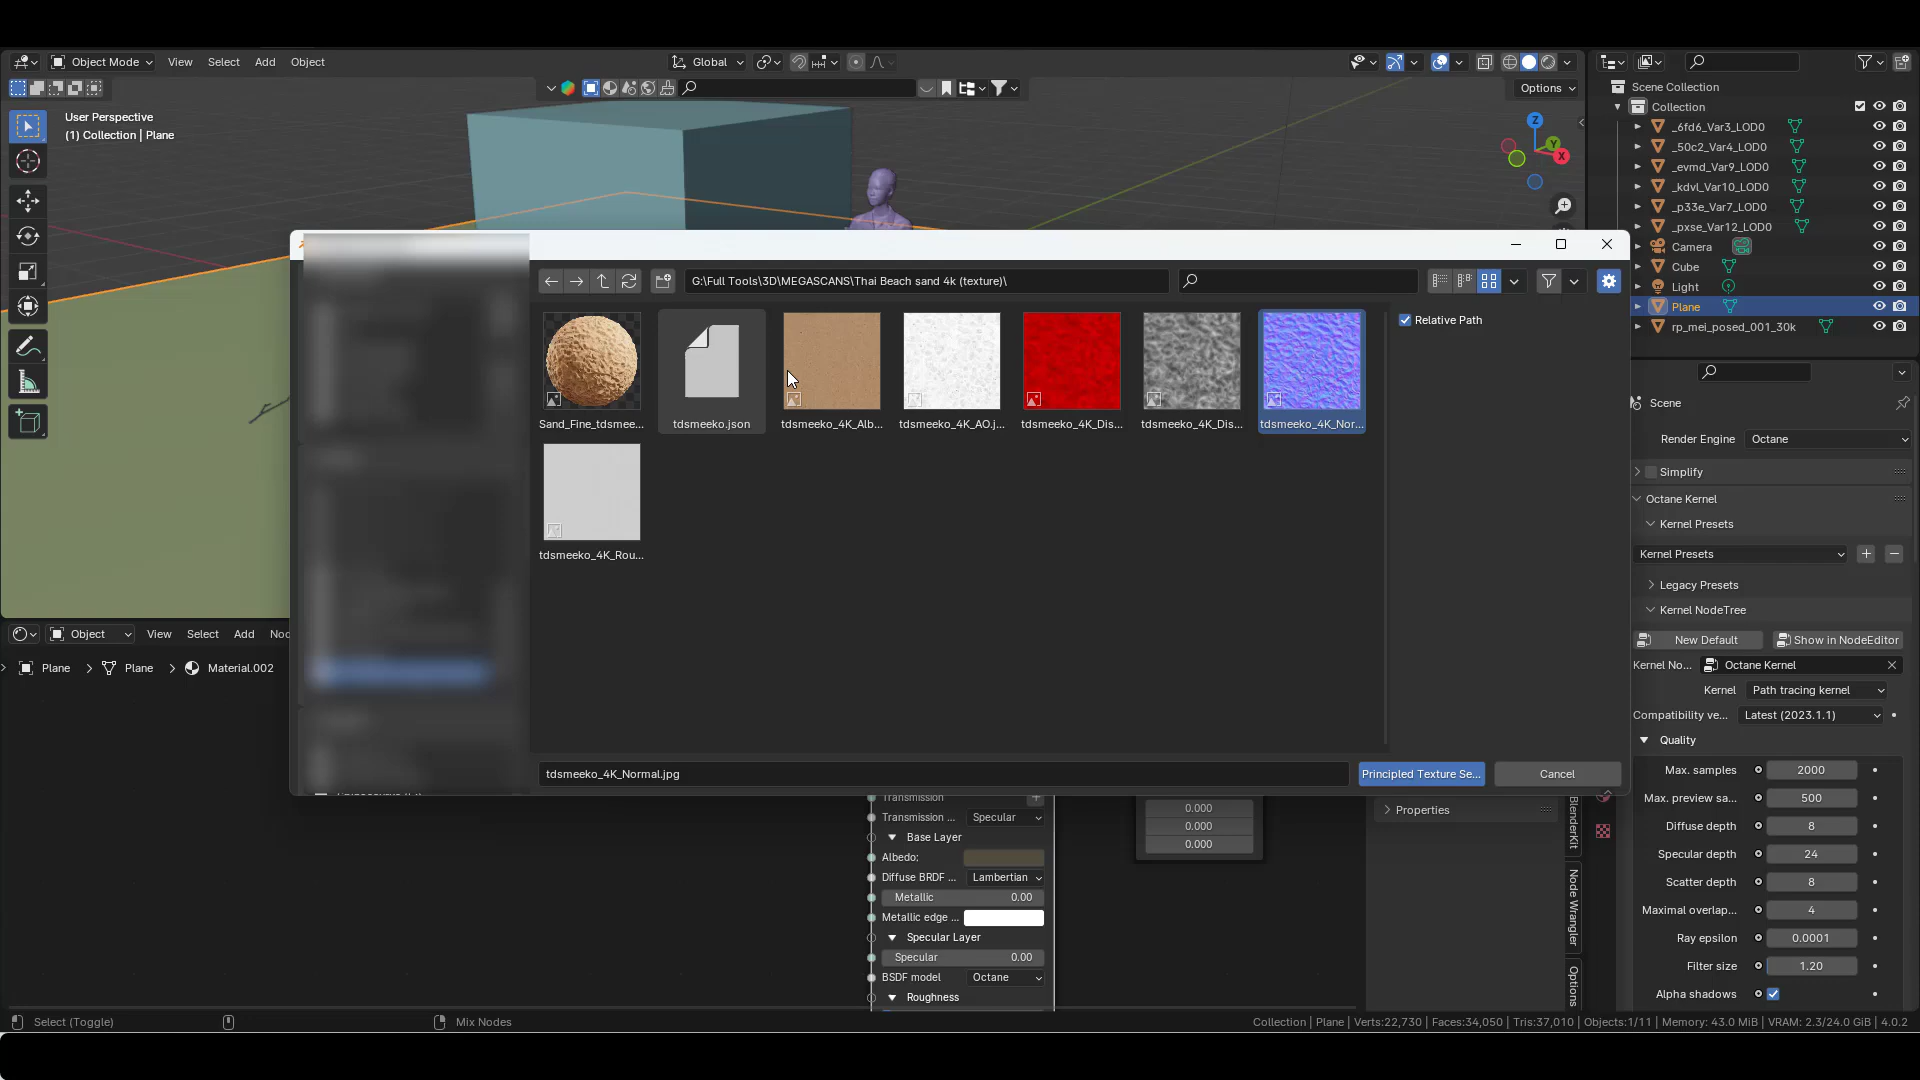 Object Mode
View
Select
Add
Object
Global
Options
User Perspective
(1) Collection | Plane
Z
Y
X
Scene Collection
Collection
_6fd6_Var3_LOD0
_50c2_Var4_LOD0
_evmd_Var9_LOD0
_kdvl_Var10_LOD0
_p33e_Var7_LOD0
_pxse_Var12_LOD0
Camera
Cube
Light
Plane
rp_mei_posed_001_30k
G:\Full Tools\3D\MEGASCANS\Thai Beach sand 4k (texture)\
Relative Path
Sand_Fine_tdsmee...
tdsmeeko.json
tdsmeeko_4K_Alb...
tdsmeeko_4K_AO.j...
tdsmeeko_4K_Dis...
tdsmeeko_4K_Dis...
tdsmeeko_4K_Nor...
tdsmeeko_4K_Rou...
tdsmeeko_4K_Normal.jpg
Principled Texture Se...
Cancel
Scene
Render Engine
Octane
Simplify
Octane Kernel
Kernel Presets
Kernel Presets
Legacy Presets
Kernel NodeTree
New Default
Show in NodeEditor
Kernel No...
Octane Kernel
Kernel
Path tracing kernel
Compatibility ve...
Latest (2023.1.1)
Quality
Max. samples
2000
Max. preview sa...
500
Diffuse depth
8
Specular depth
24
Scatter depth
8
Maximal overlap...
4
Ray epsilon
0.0001
Filter size
1.20
Alpha shadows
Object
View
Select
Add
Plane
Plane
Material.002
Transmission
Transmission ...
Specular
Base Layer
Albedo:
Diffuse BRDF ...
Lambertian
Metallic
0.00
Metallic edge ...
Specular Layer
Specular
0.00
BSDF model
Octane
Roughness
0.000
0.000
0.000
Properties
BlenderKit
Node Wrangler
Options
Select (Toggle)
Mix Nodes
Collection | Plane | Verts:22,730 | Faces:34,050 | Tris:37,010 | Objects:1/11 | Memory: 43.0 MiB | VRAM: 2.3/24.0 GiB | 4.0.2